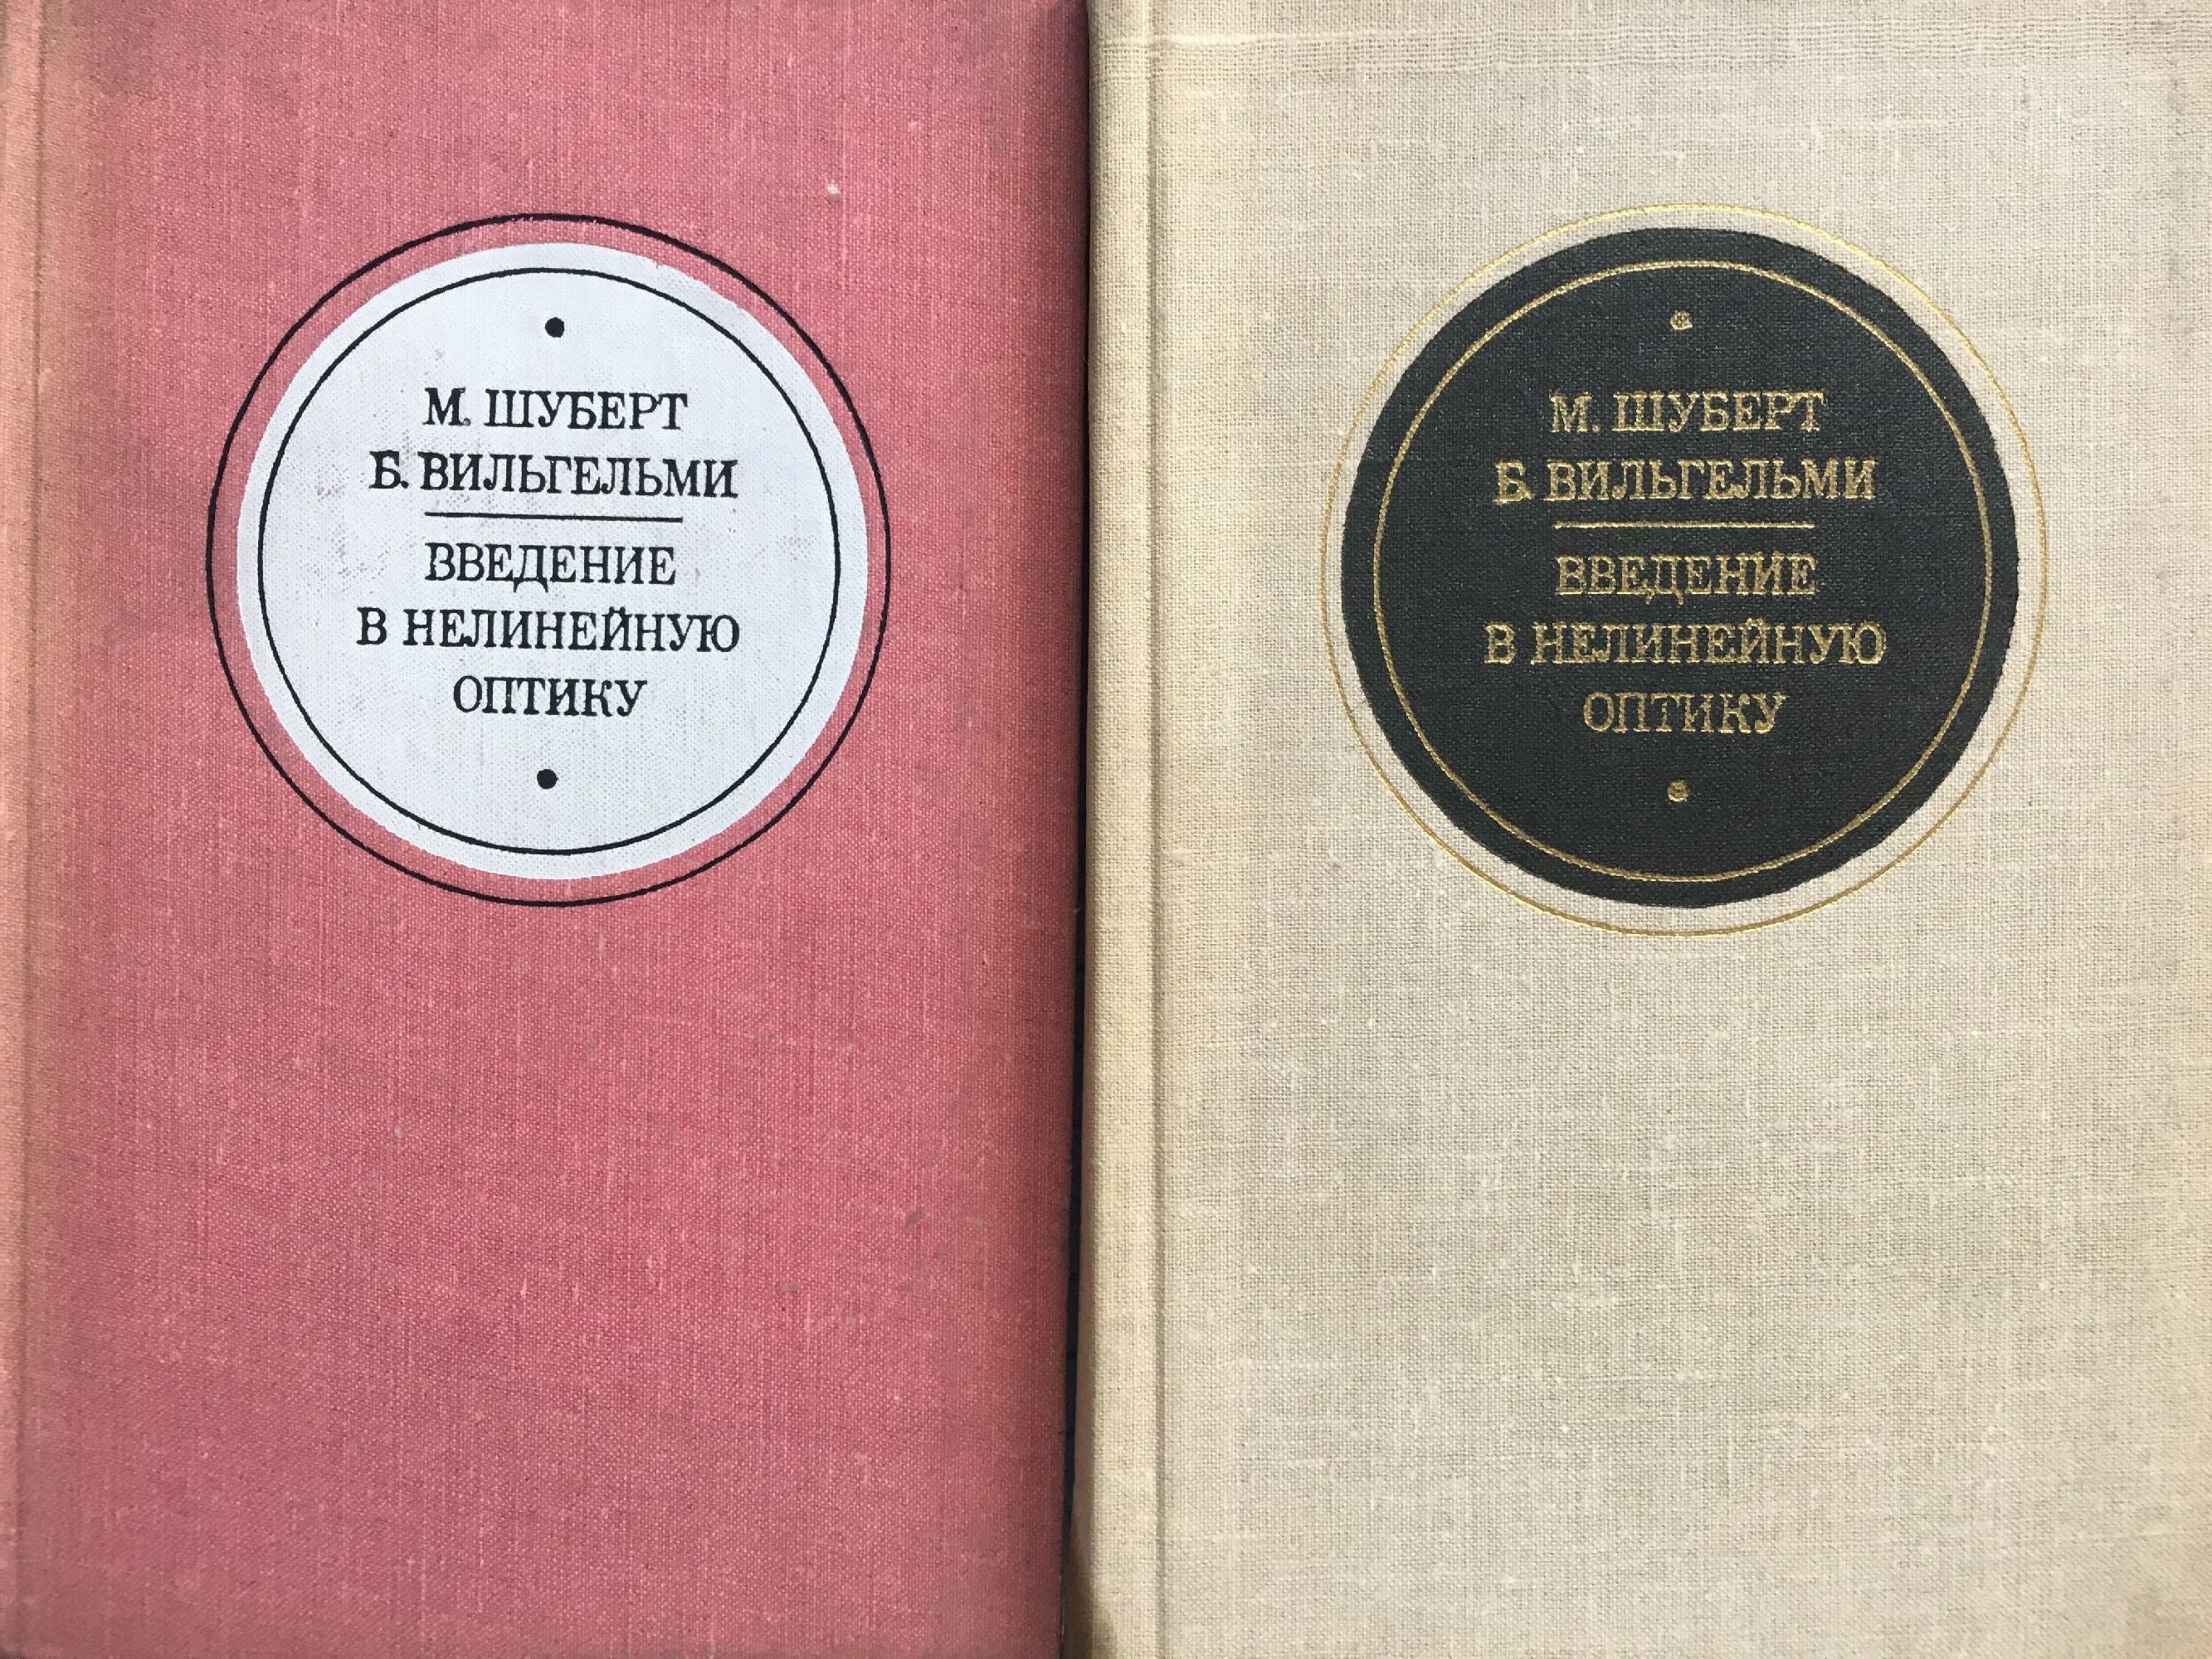 М. ШУБЕРТ
Б. ВИЛЬГЕЛЬМИ
ВВЕДЕНИЕ
В НЕЛИНЕЙНУЮ
ОПТИКУ
М. ШУБЕРТ
Б. ВИЛЬГЕЛЬМИ
ВВЕДЕНИЕ
В НЕЛИНЕЙНУЮ
ОПТИКУ